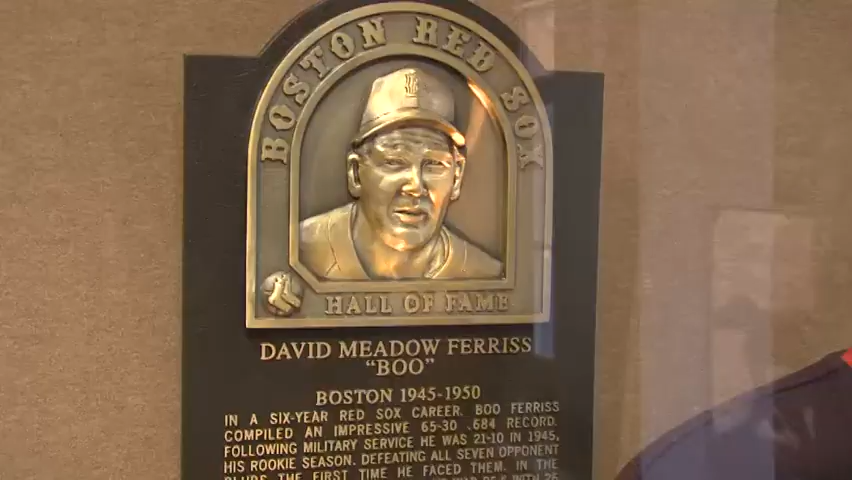 BOSTON RED SOX
HALL OF FAME
DAVID MEADOW FERRISS
“BOO”
BOSTON 1945-1950
IN A SIX-YEAR RED SOX CAREER, BOO FERRISS
COMPILED AN IMPRESSIVE 65-30 .684 RECORD.
FOLLOWING MILITARY SERVICE HE WAS 21-10 IN 1945,
HIS ROOKIE SEASON, DEFEATING ALL SEVEN OPPONENT
CLUBS THE FIRST TIME HE FACED THEM. IN THE